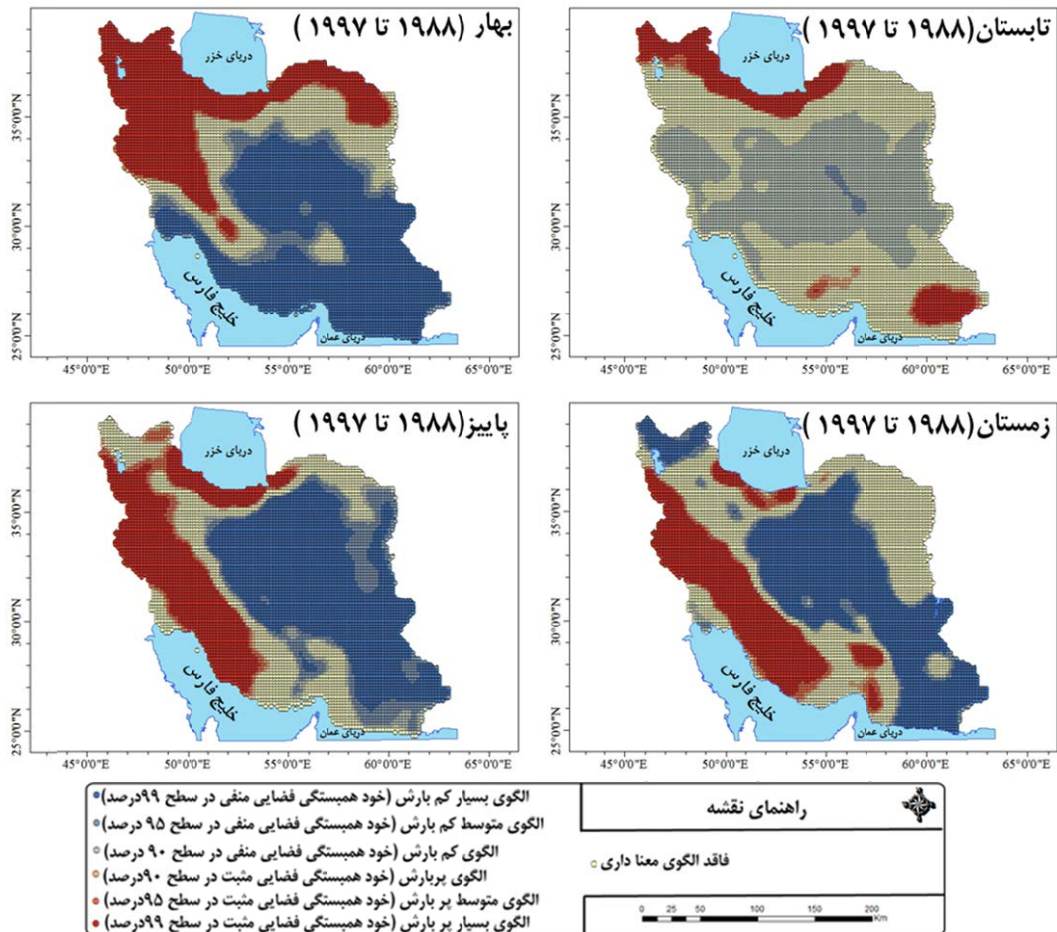 بهار (۱۹۸۸ تا ۱۹۹۷ )
دریای خزر
خلیج فارس
دریای عمان
35°0'0"N
30°0'0"N
25°0'0"N
45°0'0"E 50°0'0"E 55°0'0"E 60°0'0"E 65°0'0"E
تابستان(۱۹۸۸ تا ۱۹۹۷ )
دریای خزر
خلیج فارس
دریای عمان
35°0'0"N
30°0'0"N
25°0'0"N
45°0'0"E 50°0'0"E 55°0'0"E 60°0'0"E 65°0'0"E
پاییز(۱۹۸۸ تا ۱۹۹۷ )
دریای خزر
خلیج فارس
دریای عمان
35°0'0"N
30°0'0"N
25°0'0"N
45°0'0"E 50°0'0"E 55°0'0"E 60°0'0"E 65°0'0"E
زمستان(۱۹۸۸ تا ۱۹۹۷ )
دریای خزر
خلیج فارس
دریای عمان
35°0'0"N
30°0'0"N
25°0'0"N
45°0'0"E 50°0'0"E 55°0'0"E 60°0'0"E 65°0'0"E
راهنمای نقشه
فاقد الگوی معنا داری
0 25 50 100 150 200
Km
الگوی بسیار کم بارش (خود همبستگی فضایی منفی در سطح ۹۹درصد)
الگوی متوسط کم بارش (خود همبستگی فضایی منفی در سطح ۹۵ درصد)
الگوی کم بارش (خود همبستگی فضایی منفی در سطح ۹۰ درصد)
الگوی پربارش (خود همبستگی فضایی مثبت در سطح ۹۰درصد)
الگوی متوسط پر بارش (خود همبستگی فضایی مثبت در سطح ۹۵درصد)
الگوی بسیار پر بارش (خود همبستگی فضایی مثبت در سطح ۹۹درصد)